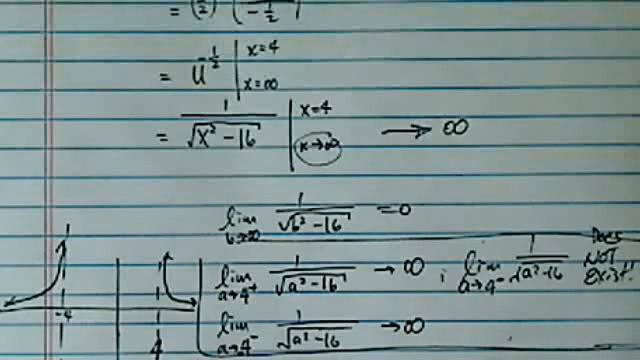 = (1/2) ( / -1/2)
= u^{-1/2} | x=4 x=∞
= 1/√(x²-16) | x=4 x→∞ → ∞
lim b→∞ 1/√(b²-16) = 0
lim a→4⁺ 1/√(a²-16) → ∞ ; lim a→4⁻ 1/√(a²-16) DOES NOT EXIST!
lim a→4⁻ 1/√(a²-16) → ∞
-4 4